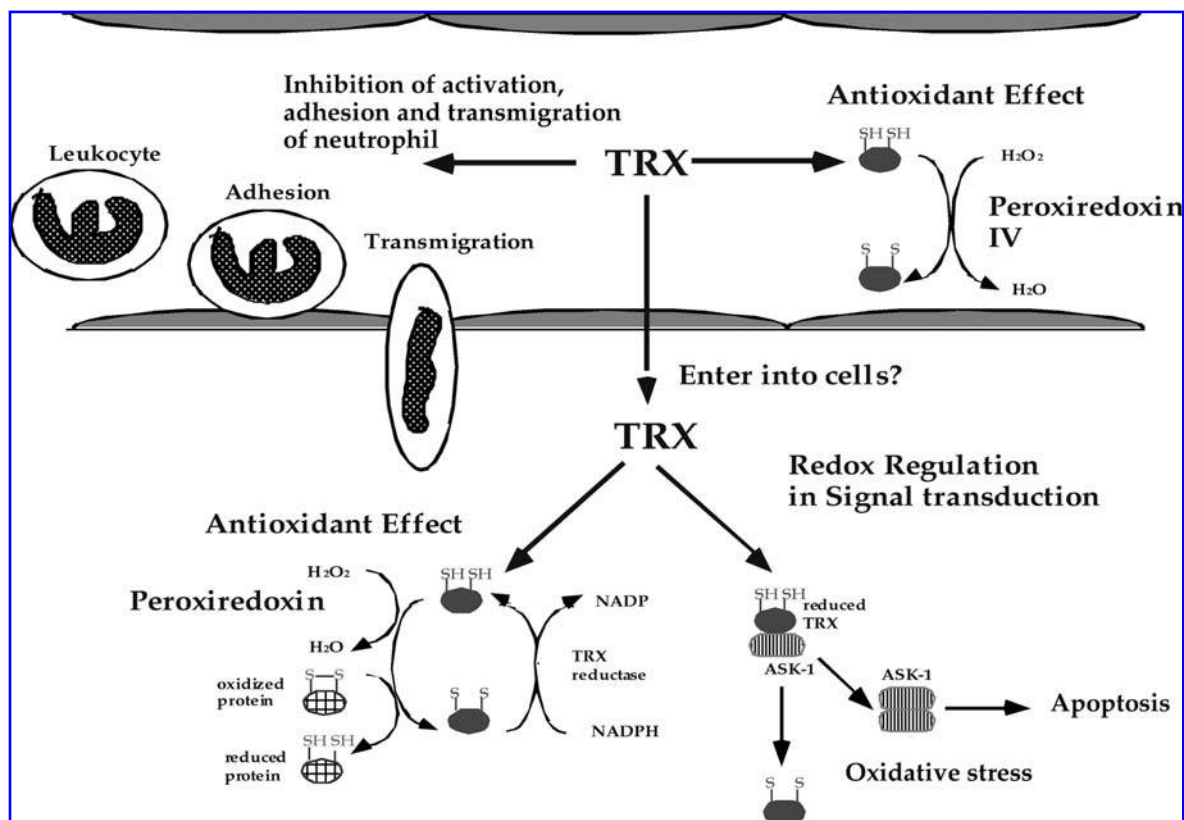 Inhibition of activation,
adhesion and transmigration
of neutrophil
Antioxidant Effect
SH SH
TRX
H₂O₂
Leukocyte
Adhesion
Peroxiredoxin
IV
Transmigration
S S
H₂O
Enter into cells?
TRX
Redox Regulation
in Signal transduction
Antioxidant Effect
H₂O₂
SH SH
Peroxiredoxin
NADP
SH SH
reduced
TRX
H₂O
TRX
reductase
ASK-1
ASK-1
oxidized
protein
S S
S S
Apoptosis
NADPH
reduced
protein
SH SH
Oxidative stress
S S